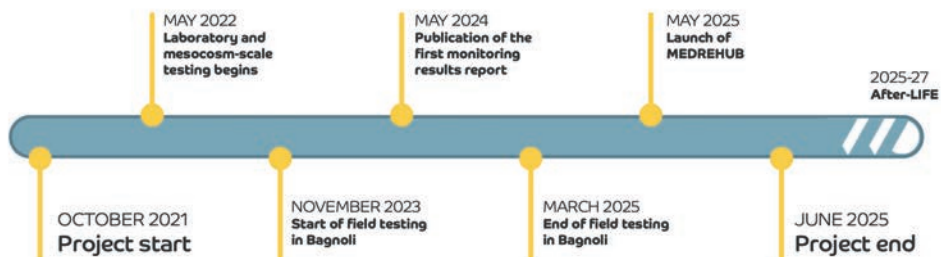 MAY 2022
Laboratory and
mesocosm-scale
testing begins
MAY 2024
Publication of the
first monitoring
results report
MAY 2025
Launch of
MEDREHUB
2025-27
After-LIFE
OCTOBER 2021
Project start
NOVEMBER 2023
Start of field testing
in Bagnoli
MARCH 2025
End of field testing
in Bagnoli
JUNE 2025
Project end